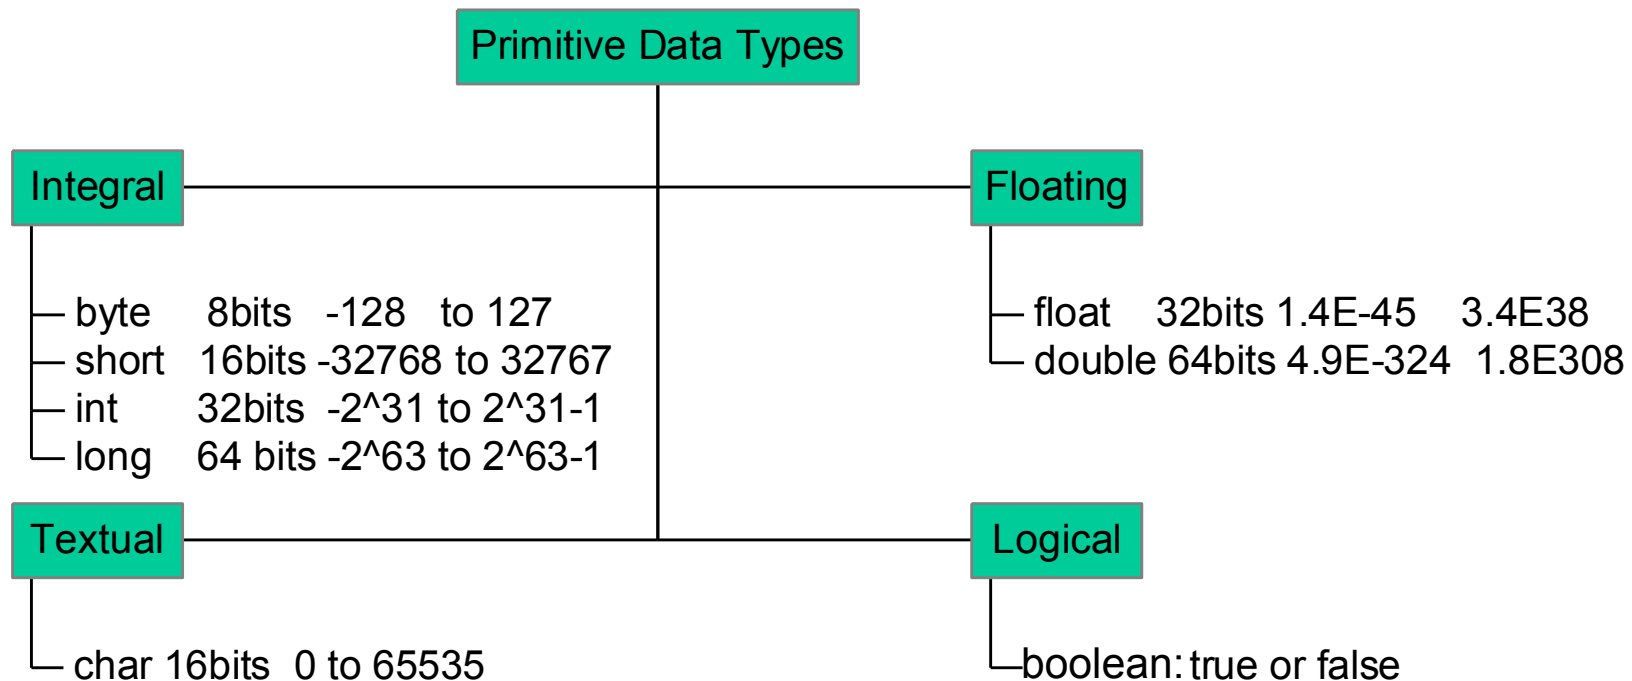 Primitive Data Types
Integral
byte 8bits -128 to 127
short 16bits -32768 to 32767
int 32bits -2^31 to 2^31-1
long 64 bits -2^63 to 2^63-1
Floating
float 32bits 1.4E-45 3.4E38
double 64bits 4.9E-324 1.8E308
Textual
char 16bits 0 to 65535
Logical
boolean: true or false